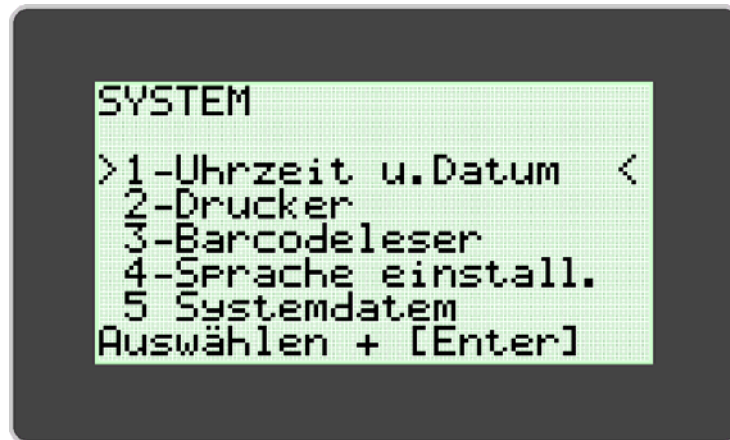 SYSTEM
>1-Uhrzeit u.Datum <
2-Drucker
3-Barcodeleser
4-Sprache einstall.
5 Systemdatem
Auswählen + [Enter]